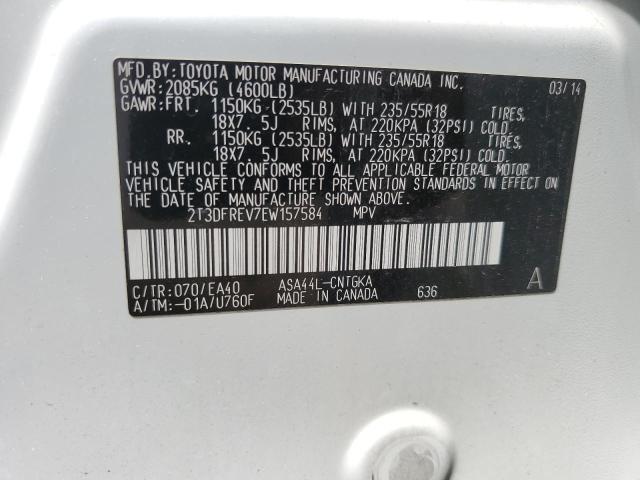 MFD.BY: TOYOTA MOTOR MANUFACTURING CANADA INC. 03/14
GVWR: 2085KG (4600LB)
GAWR: FRT. 1150KG (2535LB) WITH 235/55R18 TIRES,
18X7.5J RIMS, AT 220KPA (32PSI) COLD.
RR. 1150KG (2535LB) WITH 235/55R18 TIRES,
18X7.5J RIMS, AT 220KPA (32PSI) COLD.
THIS VEHICLE CONFORMS TO ALL APPLICABLE FEDERAL MOTOR
VEHICLE SAFETY AND THEFT PREVENTION STANDARDS IN EFFECT ON
THE DATE OF MANUFACTURE SHOWN ABOVE.
2T3DFREV7EW157584 MPV
C/TR: 070/EA40 ASA44L-CNTGKA A
A/TM: -01A/U760F MADE IN CANADA 636